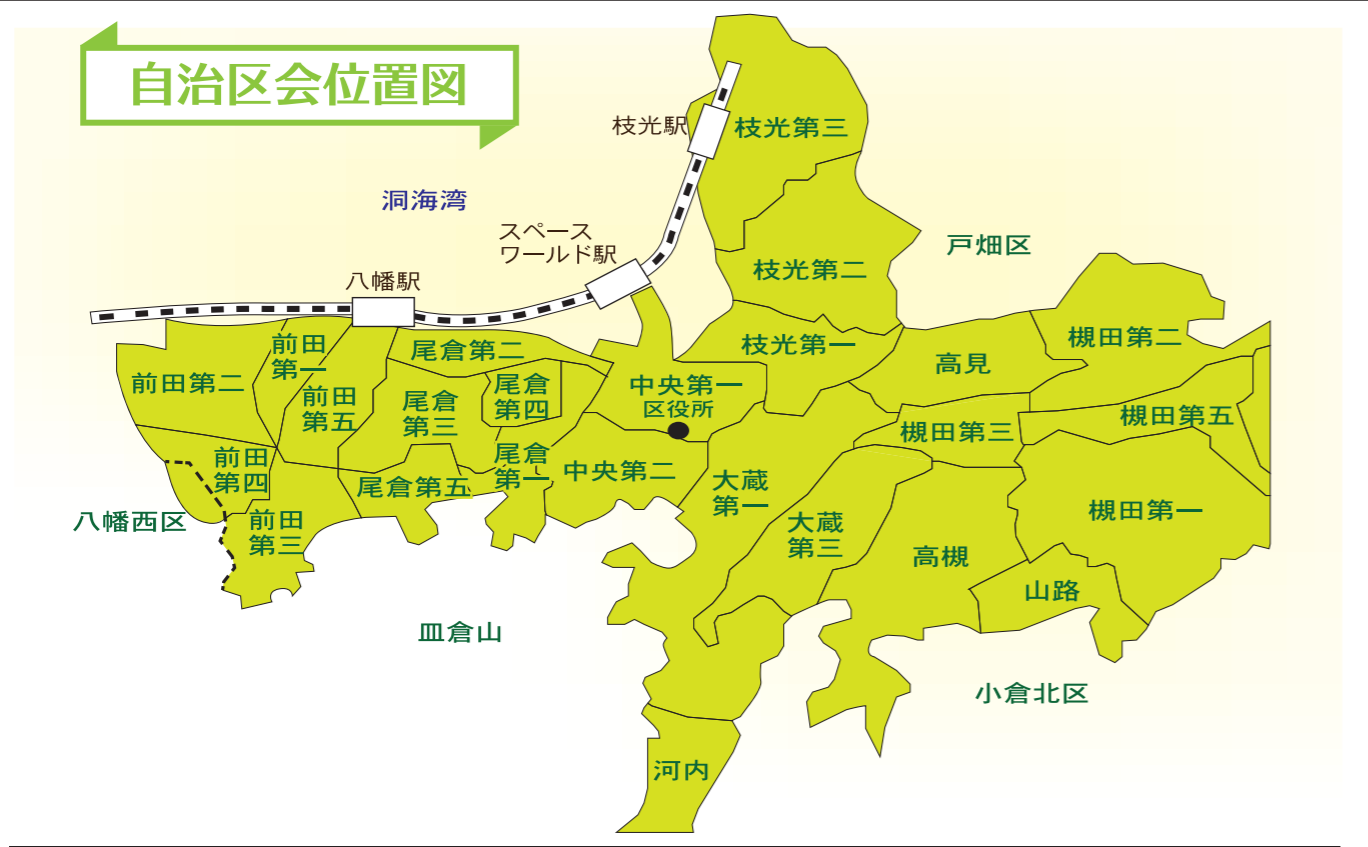 自治区会位置図
枝光駅
枝光第三
洞海湾
スペース
ワールド駅
戸畑区
枝光第二
八幡駅
前田
第一
尾倉第二
枝光第一
高見
槻田第二
前田第二
前田
第五
尾倉
第三
尾倉
第四
中央第一
区役所
槻田第三
槻田第五
前田
第四
尾倉第五
尾倉
第一
中央第二
大蔵
第一
八幡西区
前田
第三
大蔵
第三
高槻
槻田第一
山路
皿倉山
小倉北区
河内